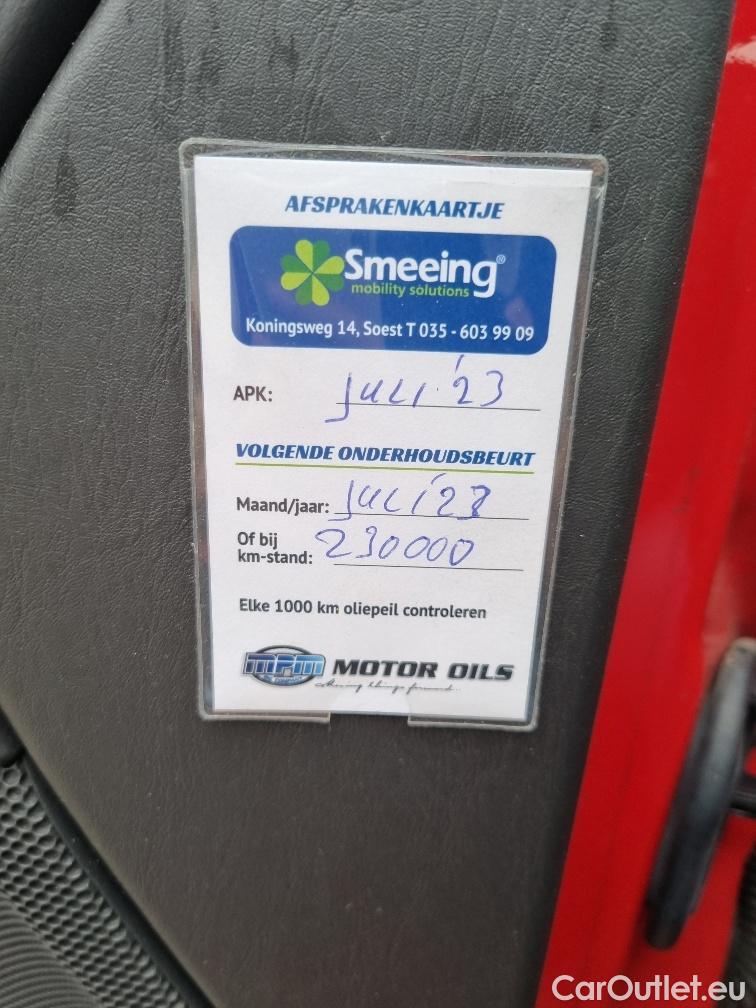 AFSPRAKENKAARTJE
Smeeing®
mobility solutions
Koningsweg 14, Soest T 035 - 603 99 09
APK: juli '23
VOLGENDE ONDERHOUDSBEURT
Maand/jaar: juli '23
Of bij
km-stand: 230000
Elke 1000 km oliepeil controleren
MPM MOTOR OILS
CarOutlet.eu